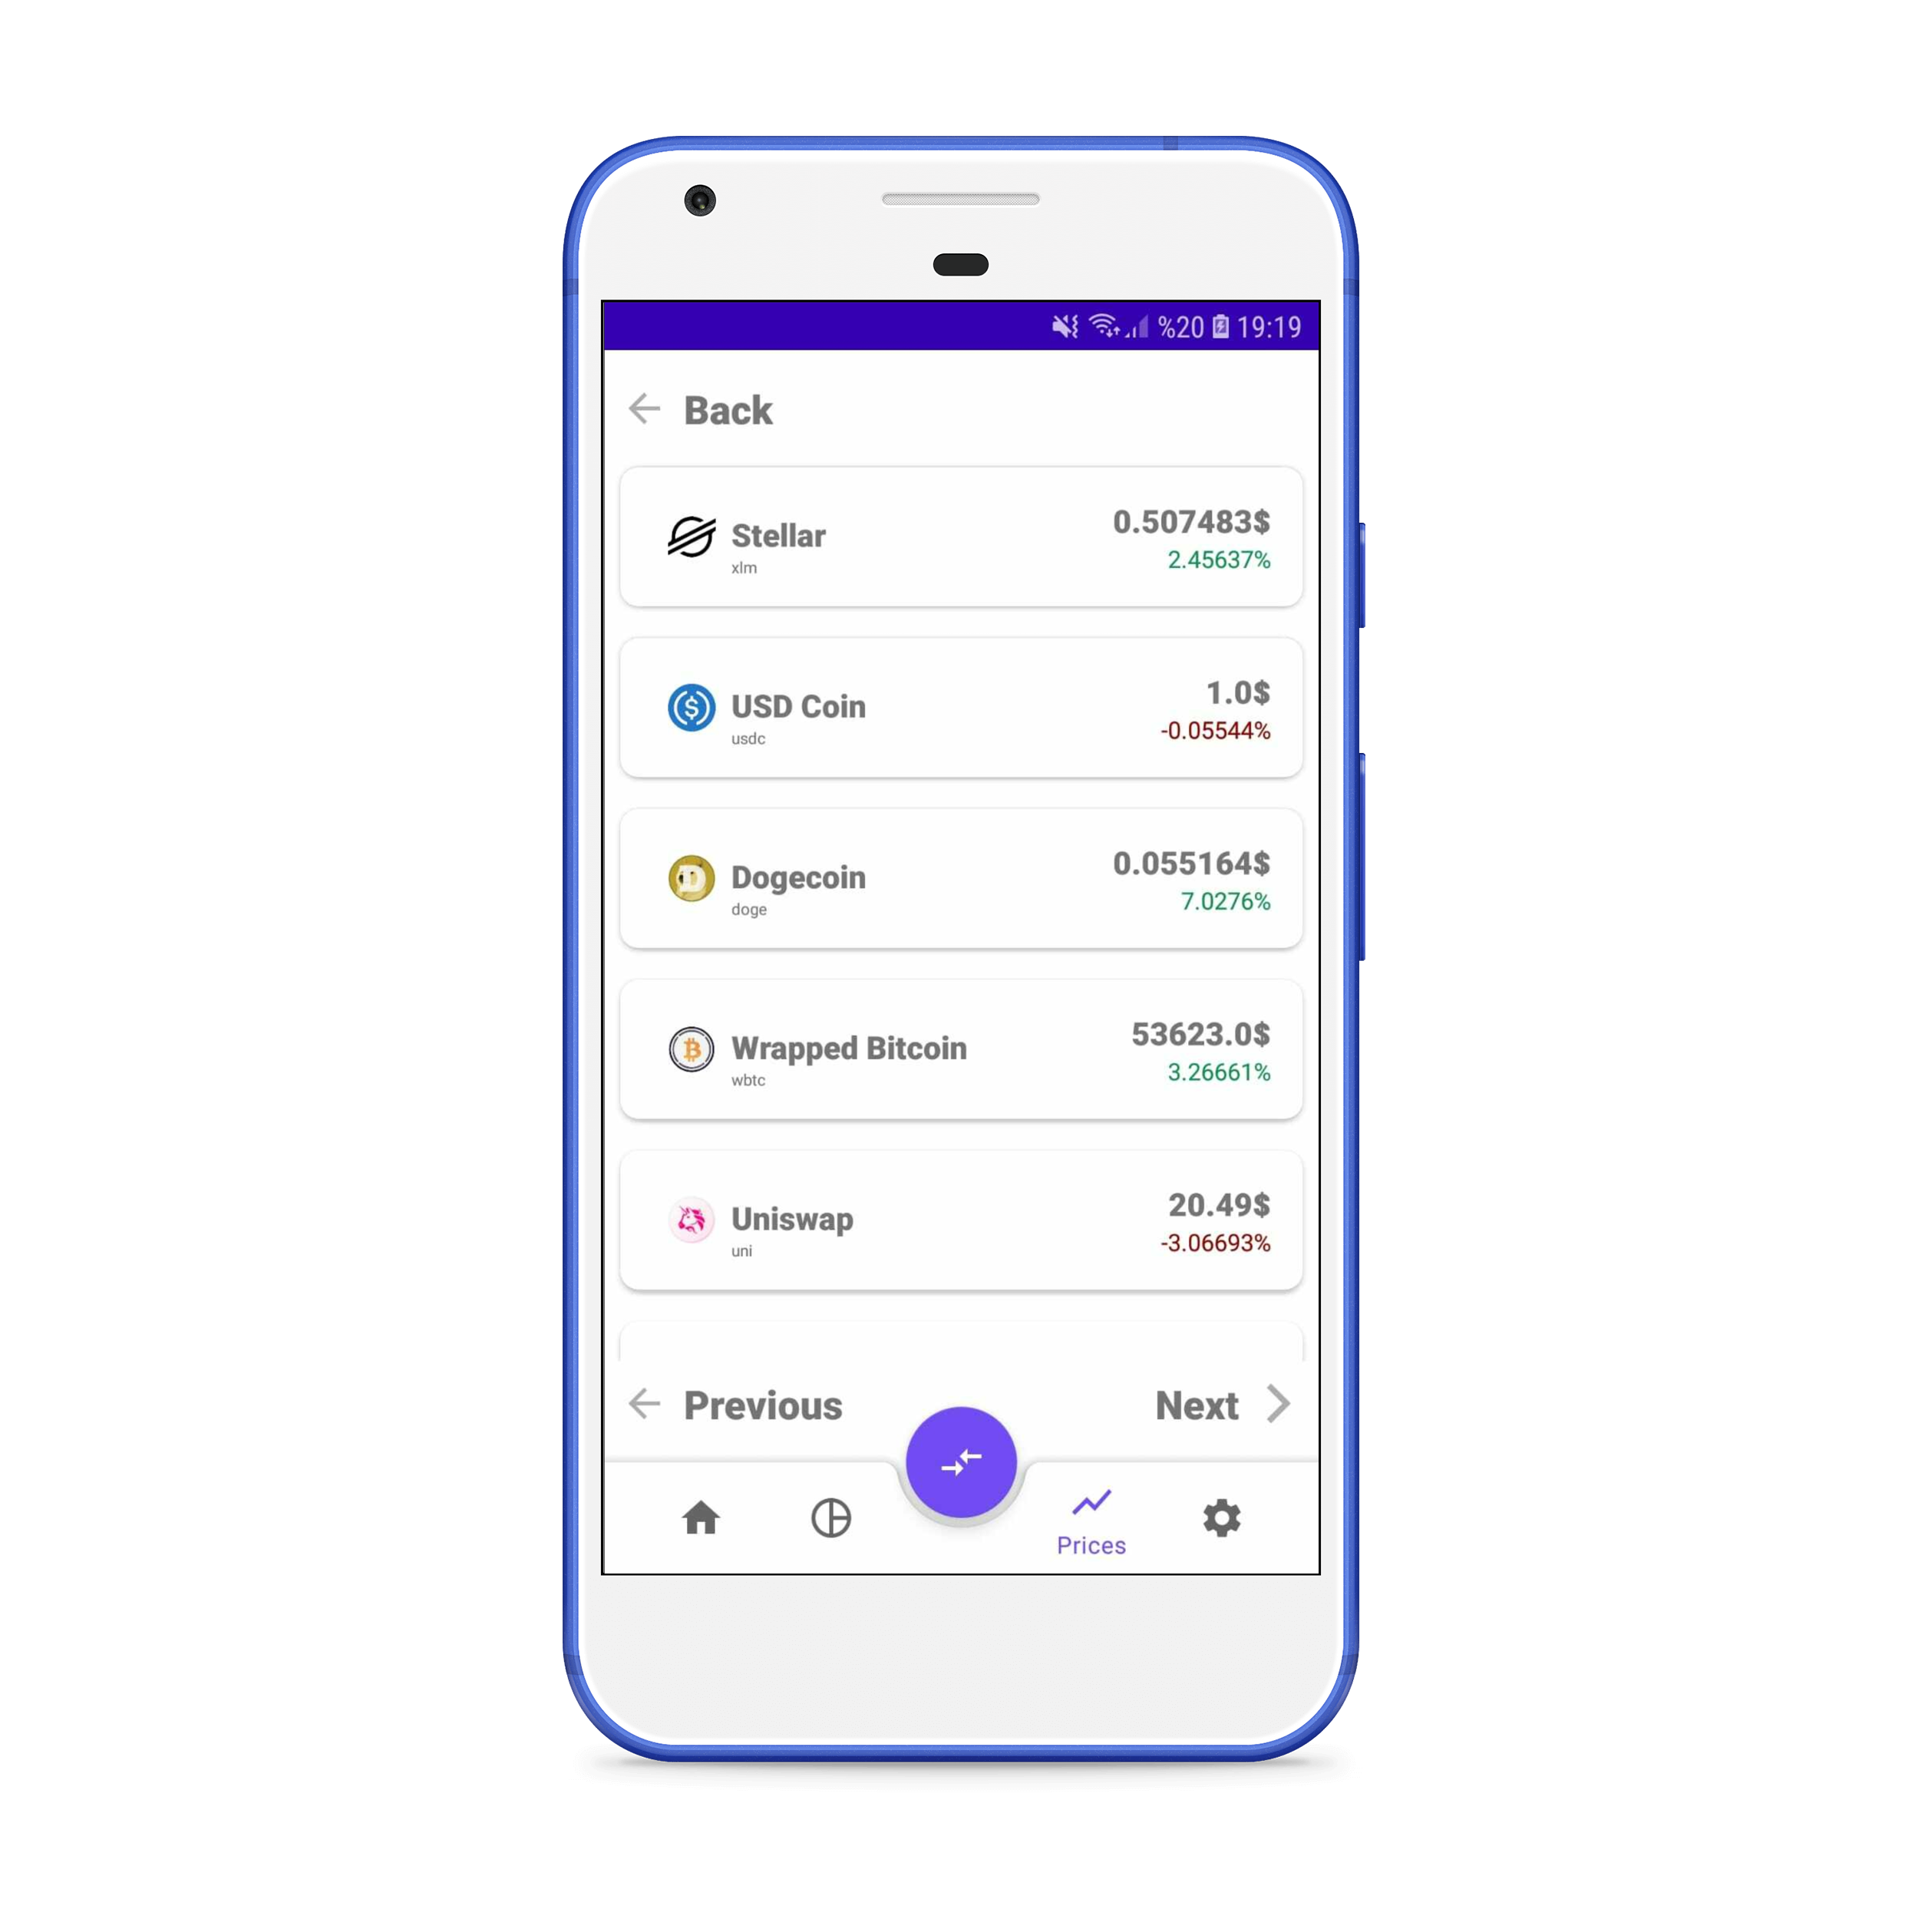 %20 19:19
Back
Stellar
xlm
0.507483$
2.45637%
USD Coin
usdc
1.0$
-0.05544%
Dogecoin
doge
0.055164$
7.0276%
Wrapped Bitcoin
wbtc
53623.0$
3.26661%
Uniswap
uni
20.49$
-3.06693%
Previous
Next
Prices